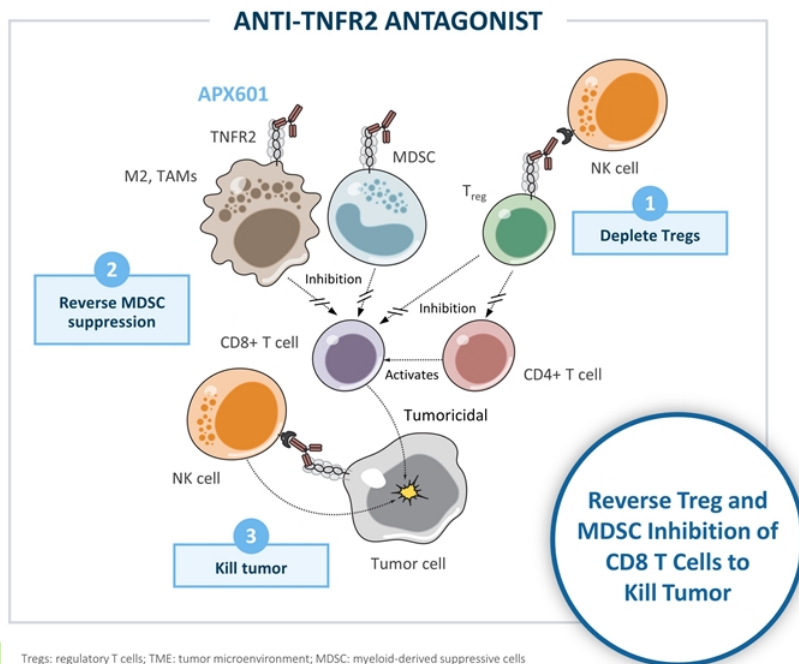 ANTI-TNFR2 ANTAGONIST
APX601
TNFR2
M2, TAMs
MDSC
Treg
NK cell
1
Deplete Tregs
2
Reverse MDSC
suppression
Inhibition
Inhibition
CD8+ T cell
Activates
CD4+ T cell
Tumoricidal
NK cell
3
Kill tumor
Tumor cell
Reverse Treg and
MDSC Inhibition of
CD8 T Cells to
Kill Tumor
Tregs: regulatory T cells; TME: tumor microenvironment; MDSC: myeloid-derived suppressive cells